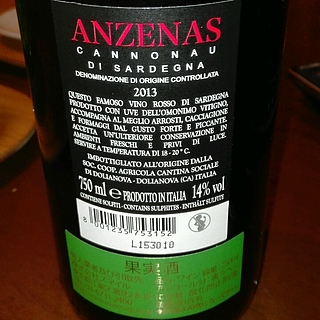 ANZENAS
CANNONAU
DI SARDEGNA
DENOMINAZIONE DI ORIGINE CONTROLLATA
2013
QUESTO FAMOSO VINO ROSSO DI SARDEGNA
PRODOTTO CON UVE DELL'OMONIMO VITIGNO,
ACCOMPAGNA AL MEGLIO ARROSTI, CACCIAGIONE
E FORMAGGI DAL GUSTO FORTE E PICCANTE.
ACCETTA UN'ULTERIORE CONSERVAZIONE IN
AMBIENTI FRESCHI E PRIVI DI LUCE.
SERVIRE A TEMPERATURA DI 18 - 20° C.
IMBOTTIGLIATO ALL'ORIGINE DALLA
SOC. COOP. AGRICOLA CANTINA SOCIALE
DI DOLIANOVA - DOLIANOVA (CA) ITALIA
750 ml e PRODOTTO IN ITALIA 14% vol
CONTIENE SOLFITI - CONTAINS SULPHITES - ENTHÄLT SULFITE
8 001235 753152
L153010
果実酒